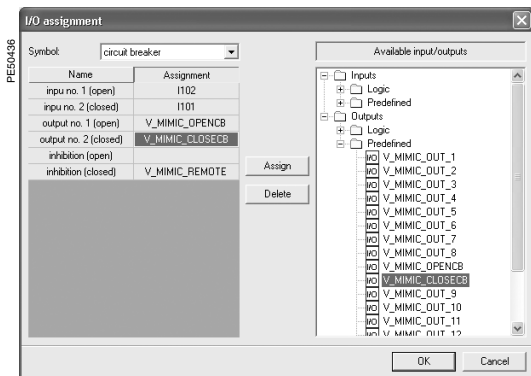 I/O assignment
PE50436
Symbol: circuit breaker
Available input/outputs
Name Assignment
inpu no. 1 (open) I102
inpu no. 2 (closed) I101
output no. 1 (open) V_MIMIC_OPENCB
output no. 2 (closed) V_MIMIC_CLOSECB
inhibition (open)
inhibition (closed) V_MIMIC_REMOTE
Assign
Delete
Inputs
Logic
Predefined
Outputs
Logic
Predefined
I/O V_MIMIC_OUT_1
I/O V_MIMIC_OUT_2
I/O V_MIMIC_OUT_3
I/O V_MIMIC_OUT_4
I/O V_MIMIC_OUT_5
I/O V_MIMIC_OUT_6
I/O V_MIMIC_OUT_7
I/O V_MIMIC_OUT_8
I/O V_MIMIC_OPENCB
I/O V_MIMIC_CLOSECB
I/O V_MIMIC_OUT_9
I/O V_MIMIC_OUT_10
I/O V_MIMIC_OUT_11
I/O V_MIMIC_OUT_12
OK Cancel